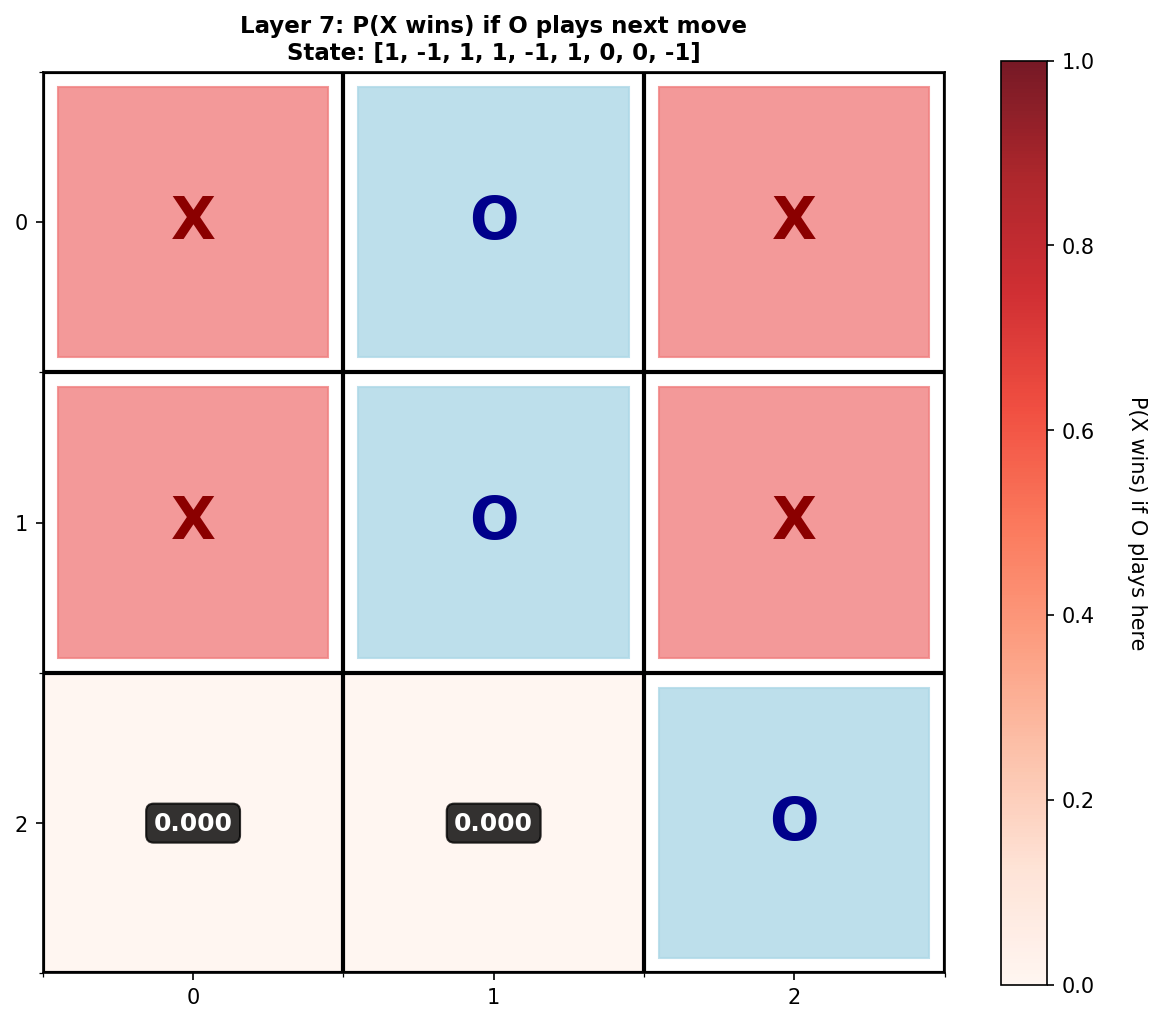 Layer 7: P(X wins) if O plays next move
State: [1, -1, 1, 1, -1, 1, 0, 0, -1]
X O X
X O X
0.000 0.000 O
0
1
2
0 1 2
1.0
0.8
0.6
0.4
0.2
0.0
P(X wins) if O plays here